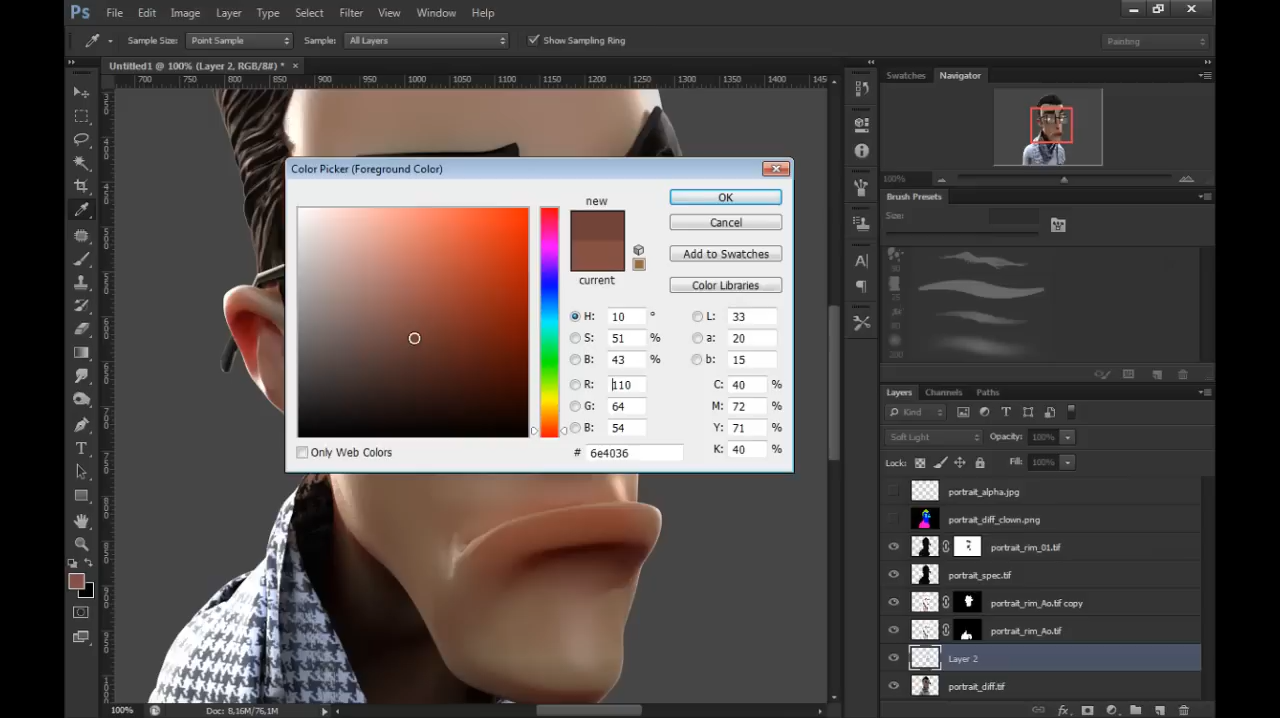 Ps File Edit Image Layer Type Select Filter View Window Help
Sample Size: Point Sample Sample: All Layers Show Sampling Ring Painting
Untitled1 @ 100% (Layer 2, RGB/8#) * ×
700 750 800 850 900 950 1000 1050 1100 1150 1200 1250 1300 1350 1400 145
Swatches Navigator
100%
Brush Presets
Size:
Color Picker (Foreground Color)
new
current
OK
Cancel
Add to Swatches
Color Libraries
H: 10 ° L: 33
S: 51 % a: 20
B: 43 % b: 15
R: 110 C: 40 %
G: 64 M: 72 %
B: 54 Y: 71 %
# 6e4036 K: 40 %
Only Web Colors
Layers Channels Paths
Kind
Soft Light Opacity: 100%
Lock: Fill: 100%
portrait_alpha.jpg
portrait_diff_clown.png
portrait_rim_01.tif
portrait_spec.tif
portrait_rim_Ao.tif copy
portrait_rim_Ao.tif
Layer 2
portrait_diff.tif
100% Doc: 8,16M/76,1M